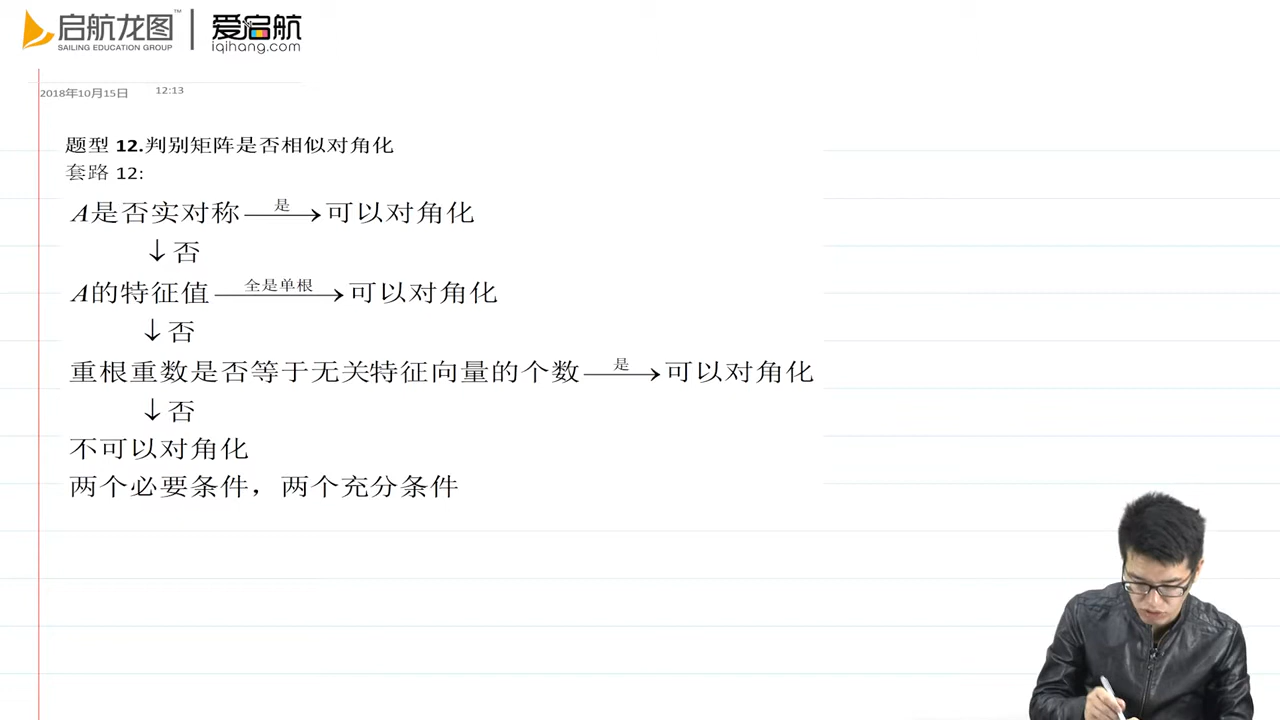 启航龙图™ 爱启航
SAILING EDUCATION GROUP iqihang.com
2018年10月15日 12:13
题型 12.判别矩阵是否相似对角化
套路 12:
A是否实对称 是 → 可以对角化
↓否
A的特征值 全是单根 → 可以对角化
↓否
重根重数是否等于无关特征向量的个数 是 → 可以对角化
↓否
不可以对角化
两个必要条件，两个充分条件